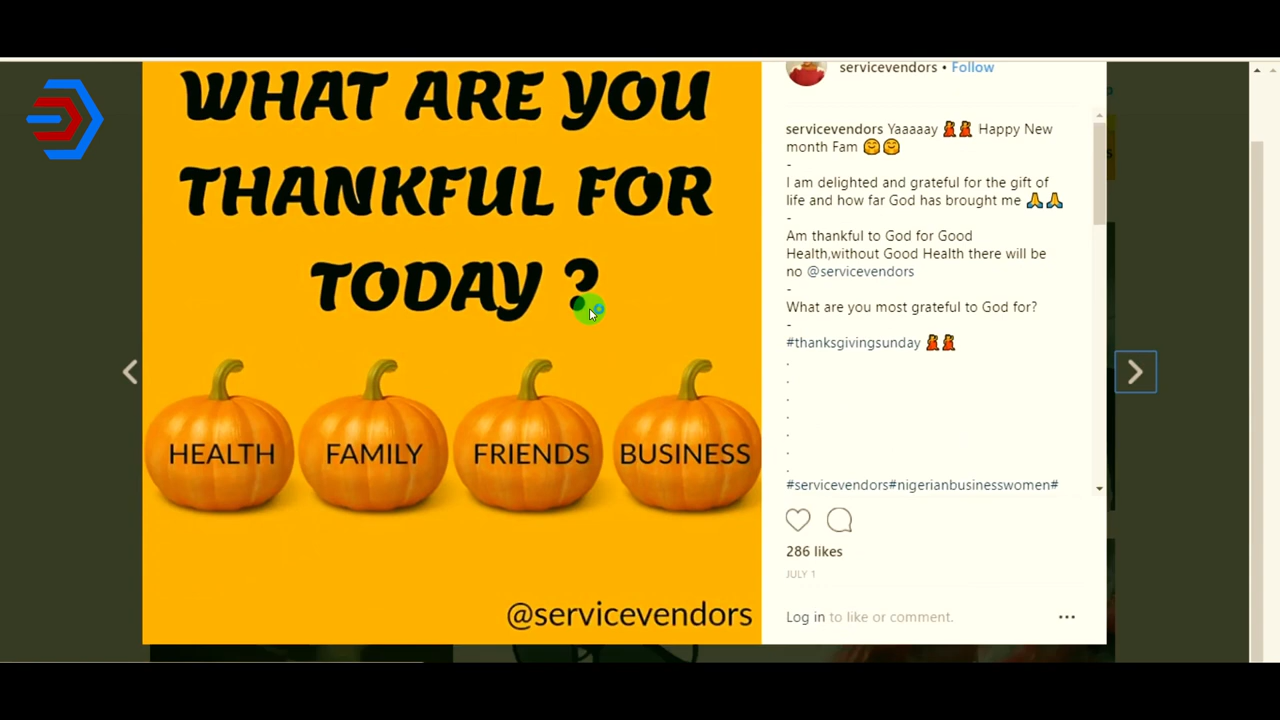 WHAT ARE YOU
THANKFUL FOR
TODAY ?
HEALTH
FAMILY
FRIENDS
BUSINESS
@servicevendors
servicevendors • Follow
servicevendors Yaaaaay 💃💃 Happy New
month Fam 🤗🤗
-
I am delighted and grateful for the gift of
life and how far God has brought me 🙏🙏
-
Am thankful to God for Good
Health,without Good Health there will be
no @servicevendors
-
What are you most grateful to God for?
-
#thanksgivingsunday 💃💃
.
.
.
.
.
.
.
#servicevendors#nigerianbusinesswomen#
286 likes
JULY 1
Log in to like or comment.